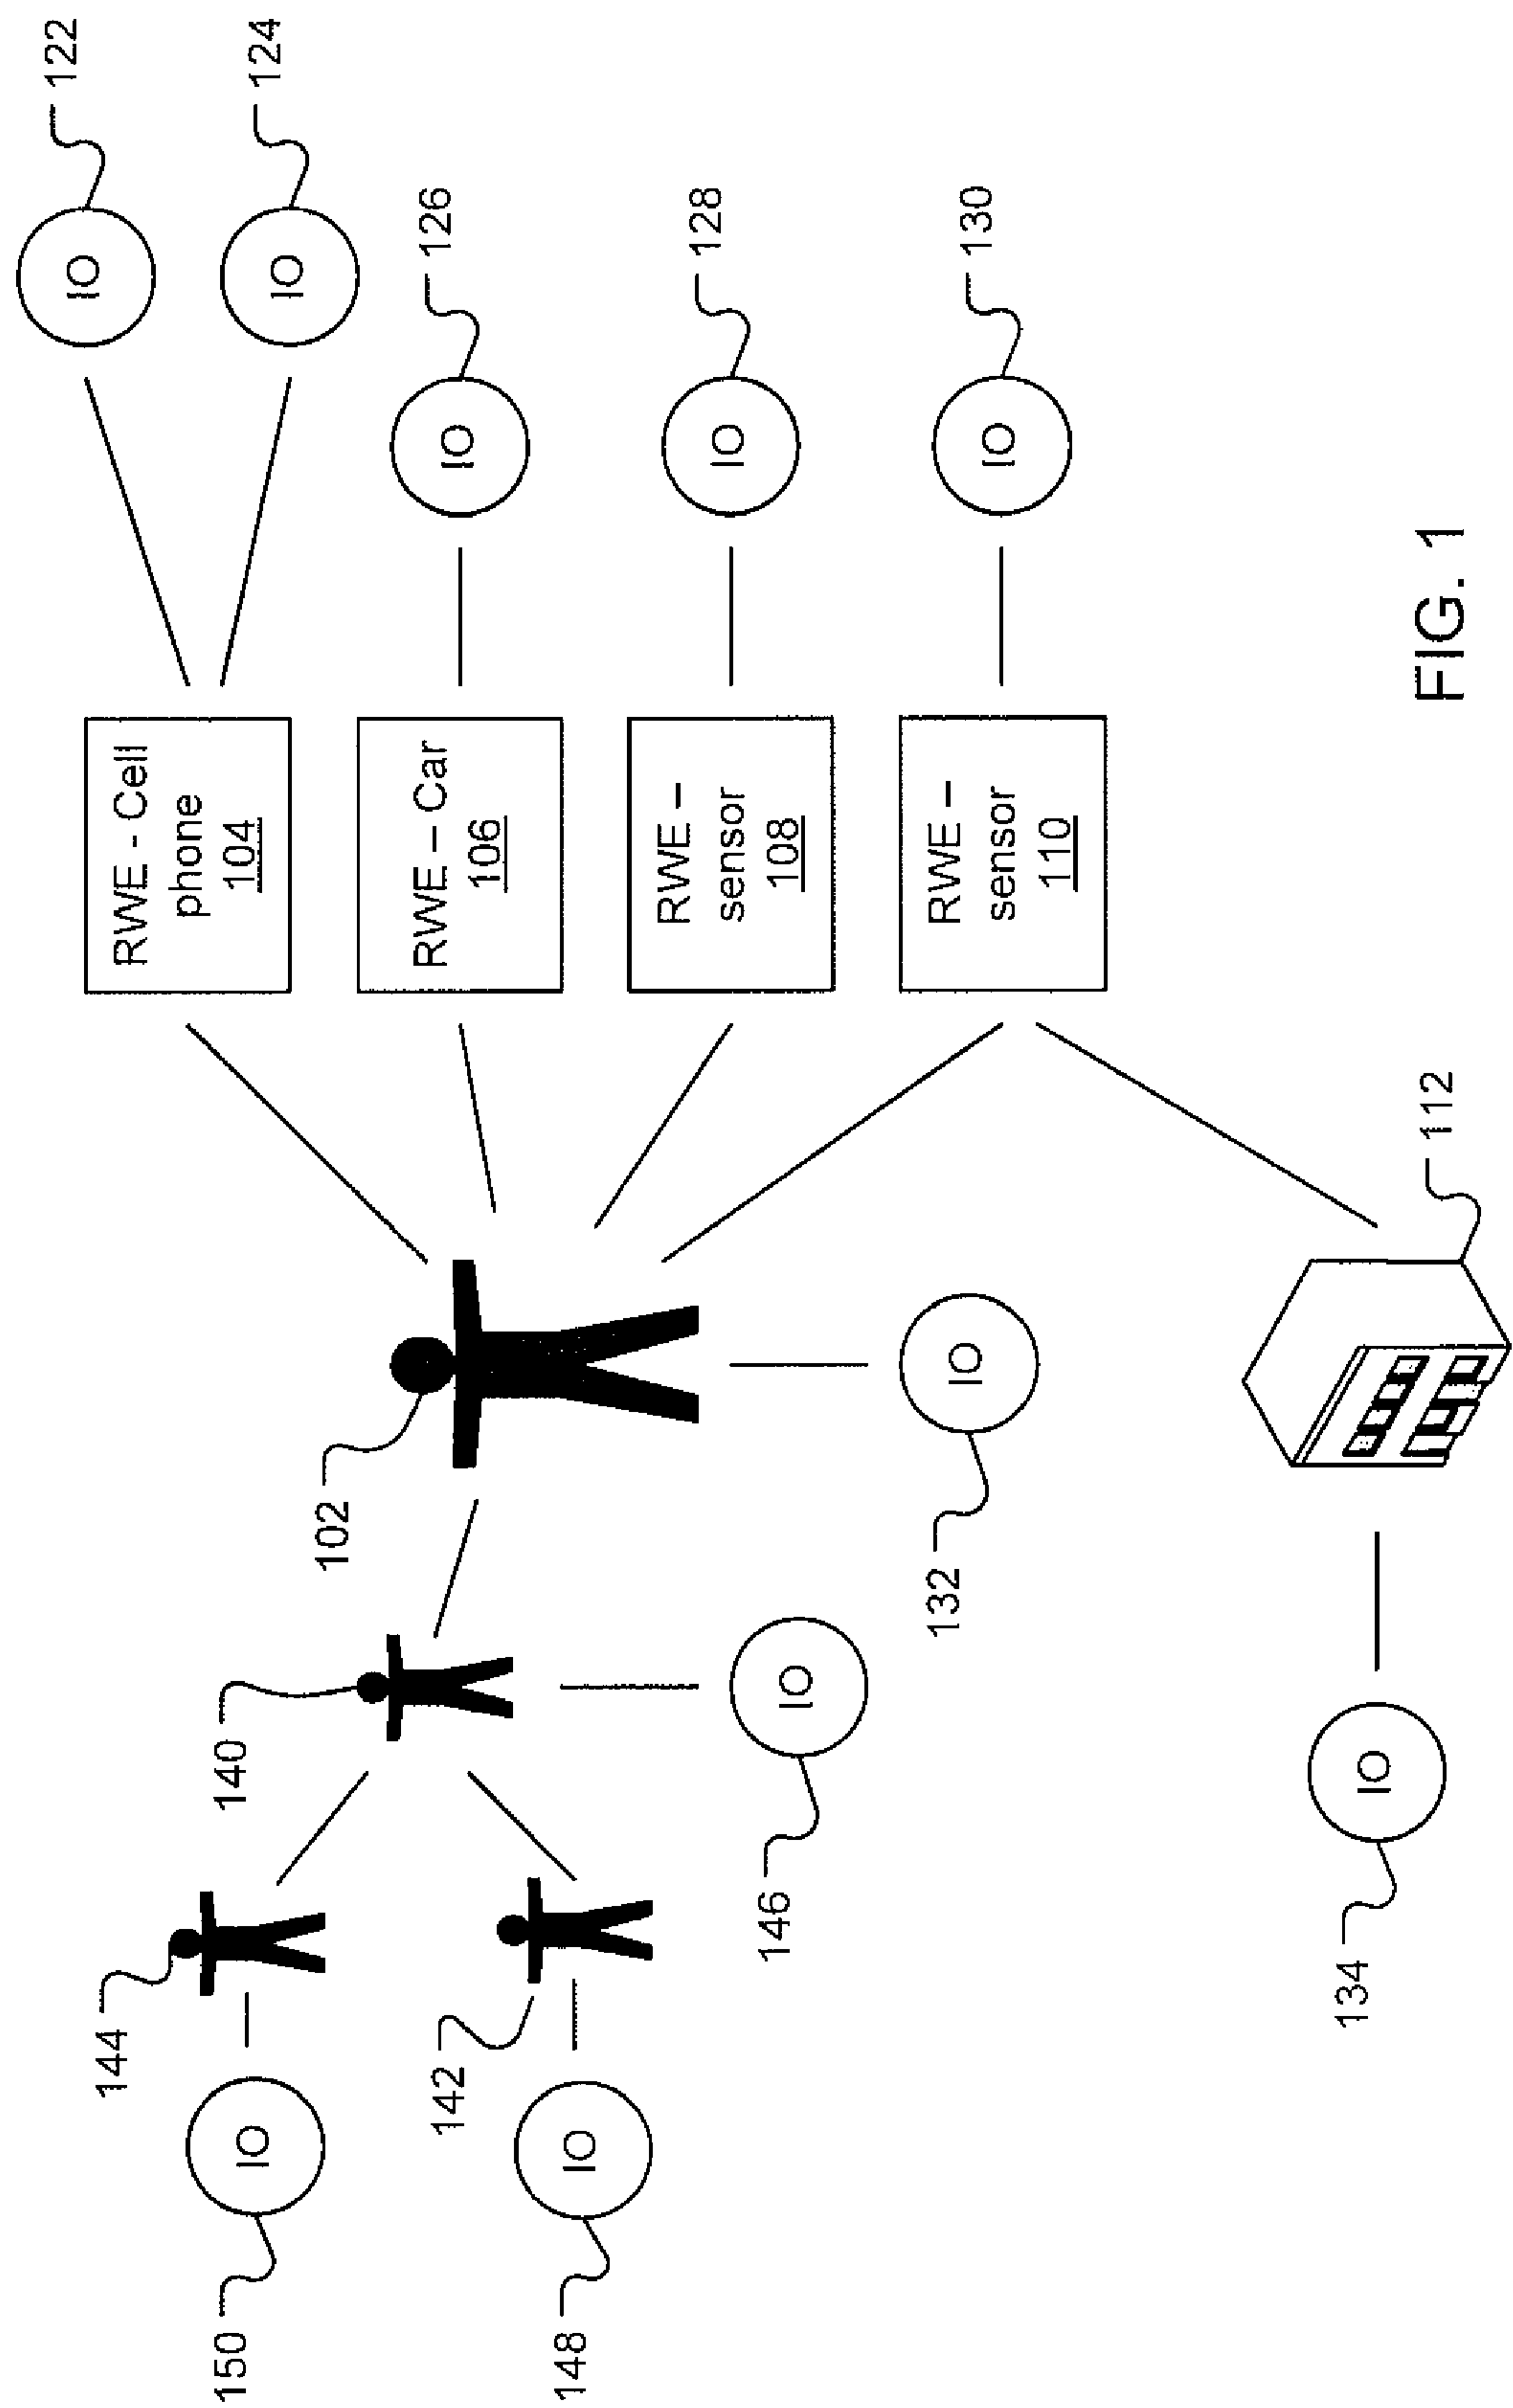 122
IO
144
RWE - Cell
phone
104
150
IO
140
124
IO
102
142
RWE – Car
106
126
IO
148
IO
RWE –
sensor
108
128
IO
146
IO
132
IO
RWE –
sensor
110
130
IO
134
IO
112
FIG. 1